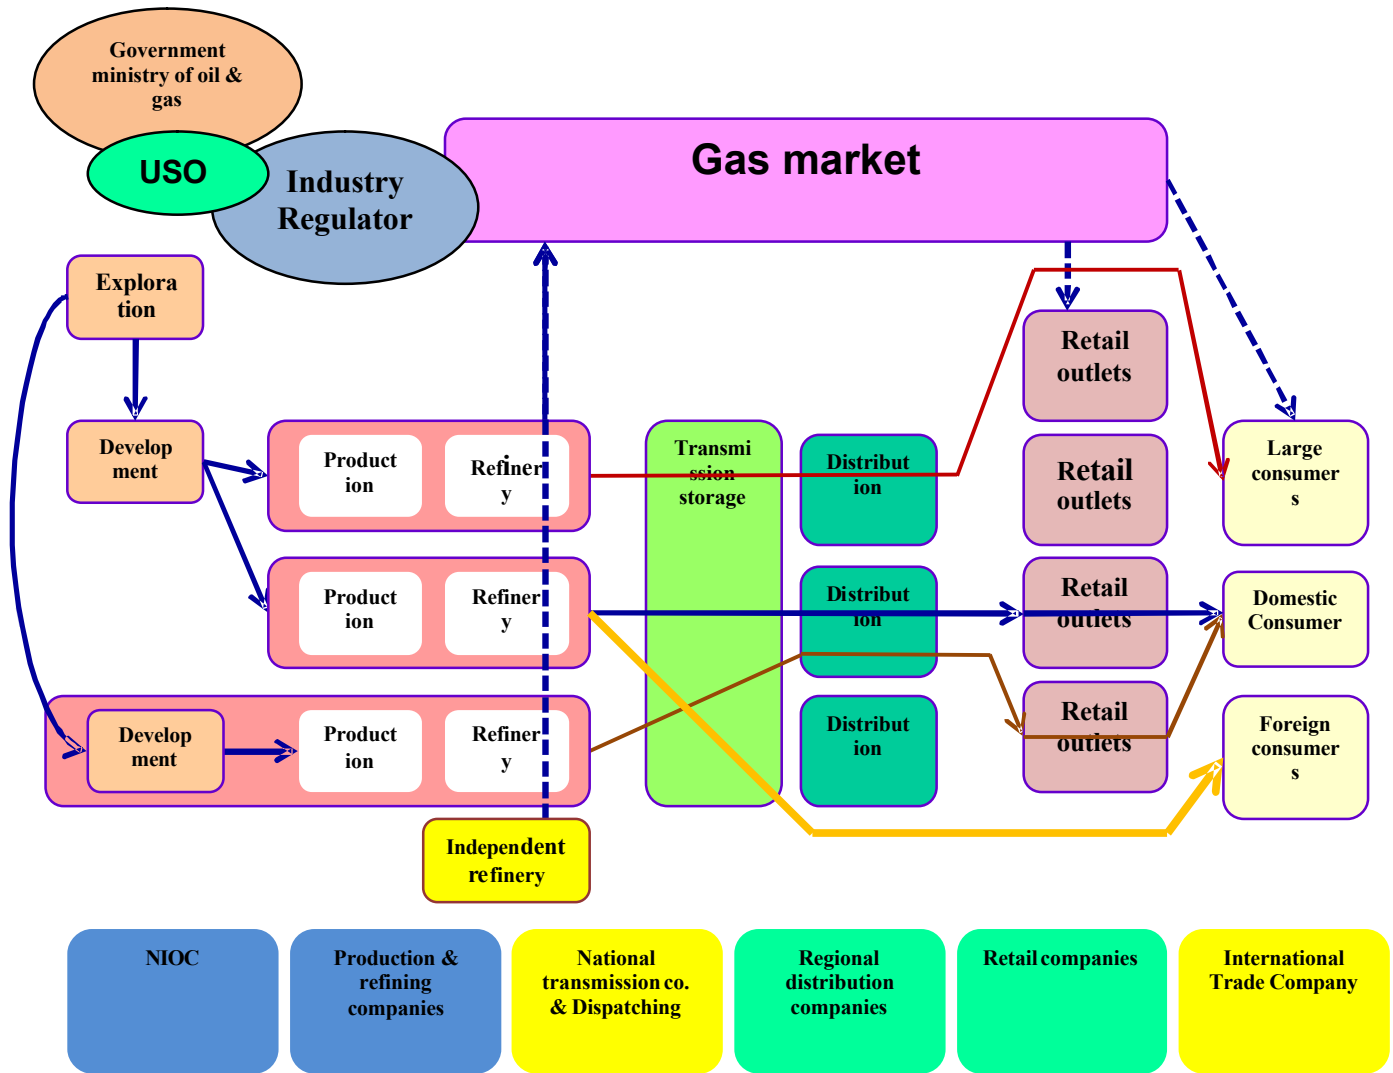 Government
ministry of oil &
gas
USO
Industry
Regulator
Gas market
Explora
tion
Develop
ment
Product
ion
Refiner
y
Transmi
ssion
storage
Distribut
ion
Retail
outlets
Retail
outlets
Large
consumer
s
Product
ion
Refiner
y
Distribut
ion
Retail
outlets
Domestic
Consumer
Develop
ment
Product
ion
Refiner
y
Distribut
ion
Retail
outlets
Foreign
consumer
s
Independent
refinery
NIOC
Production &
refining
companies
National
transmission co.
& Dispatching
Regional
distribution
companies
Retail companies
International
Trade Company